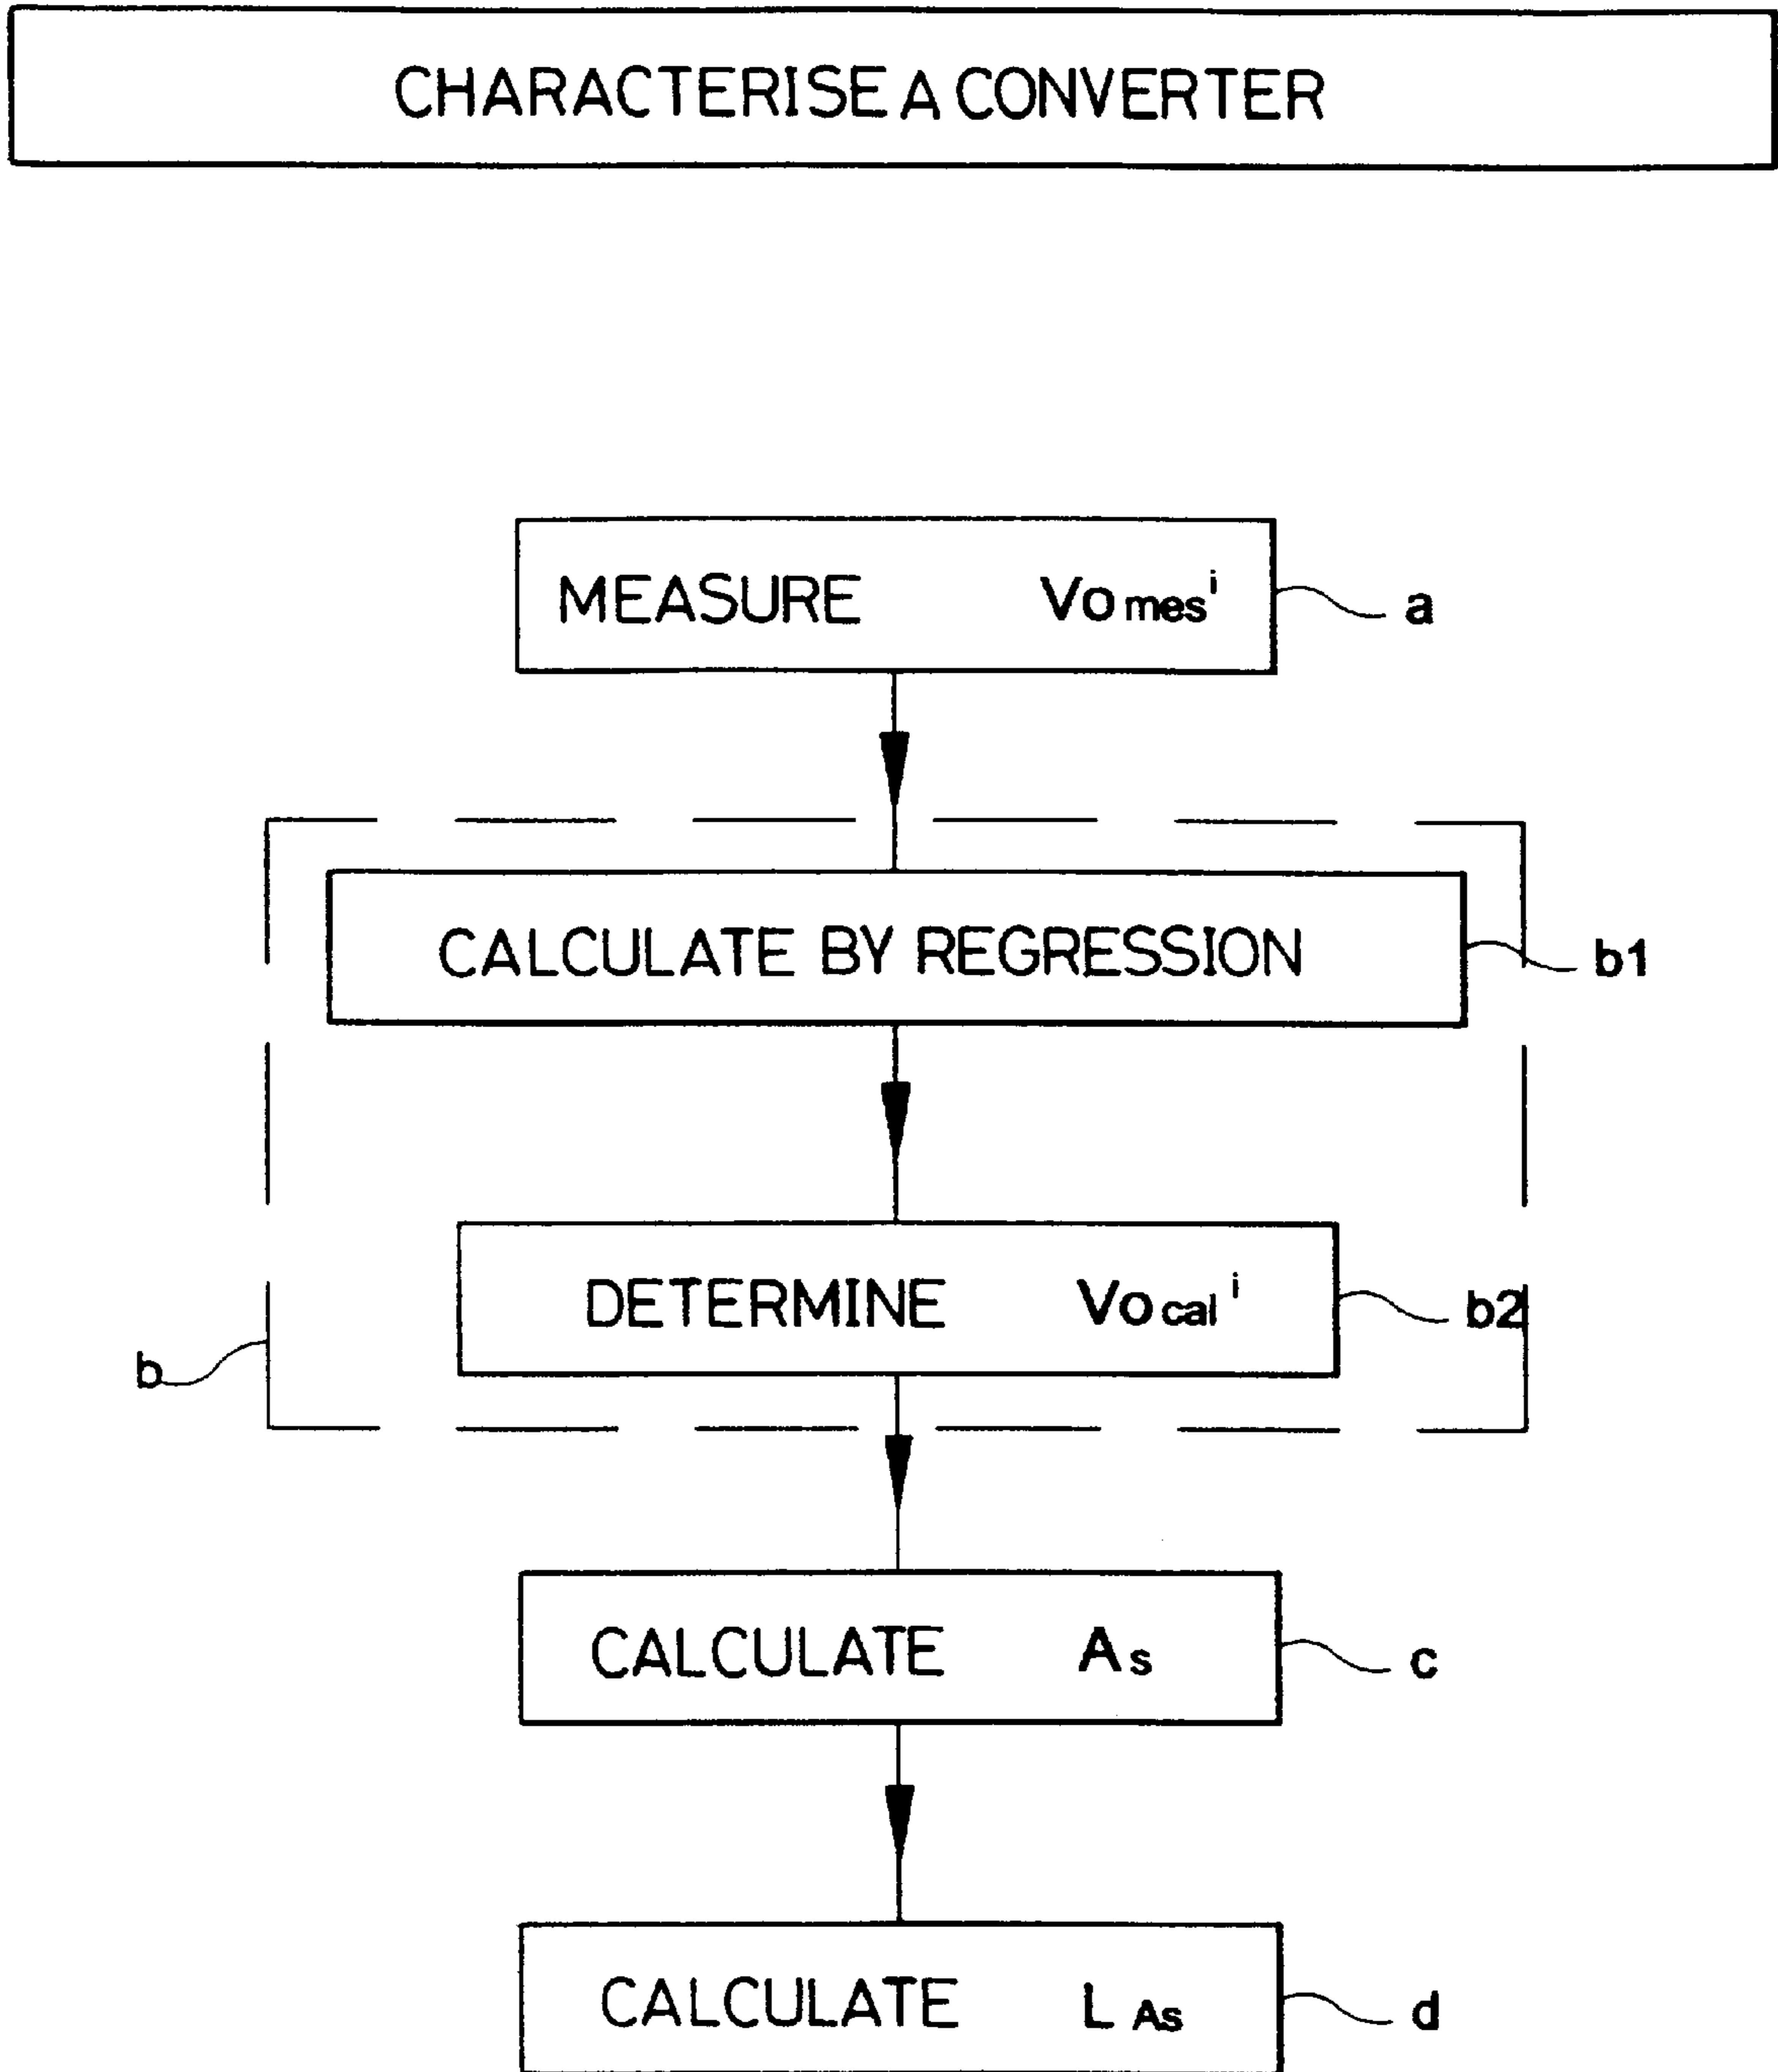 CHARACTERISE A CONVERTER
MEASURE Vo mes i a
CALCULATE BY REGRESSION b1
DETERMINE Vo cal i b2
b
CALCULATE As c
CALCULATE L As d